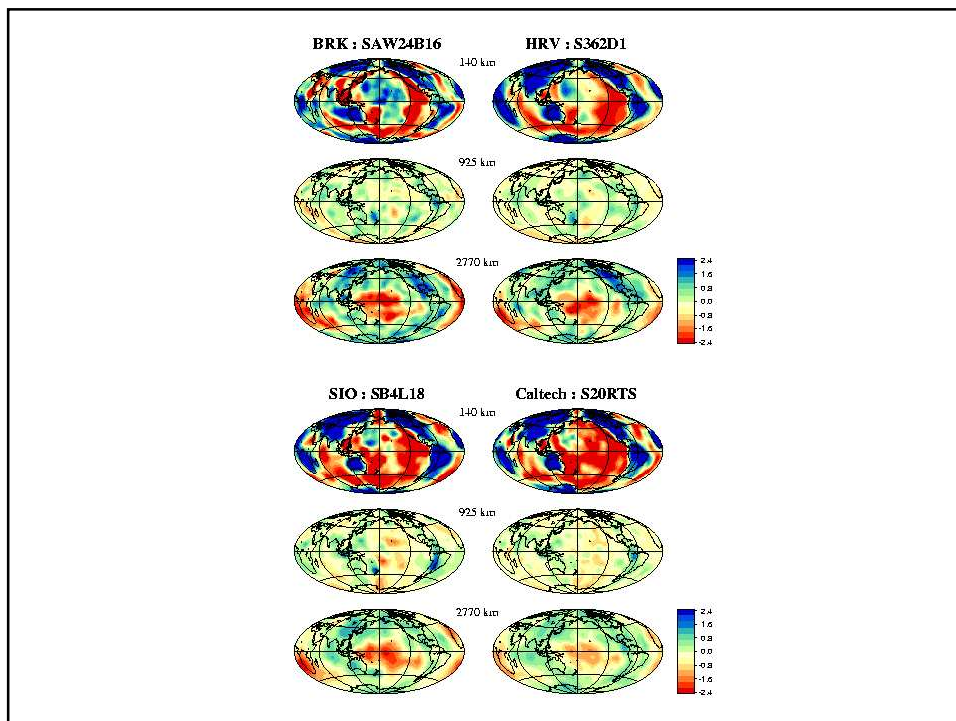 BRK : SAW24B16
HRV : S362D1
140 km
925 km
2770 km
2.4
1.6
0.8
0.0
-0.8
-1.6
-2.4
SIO : SB4L18
Caltech : S20RTS
140 km
925 km
2770 km
2.4
1.6
0.8
0.0
-0.8
-1.6
-2.4